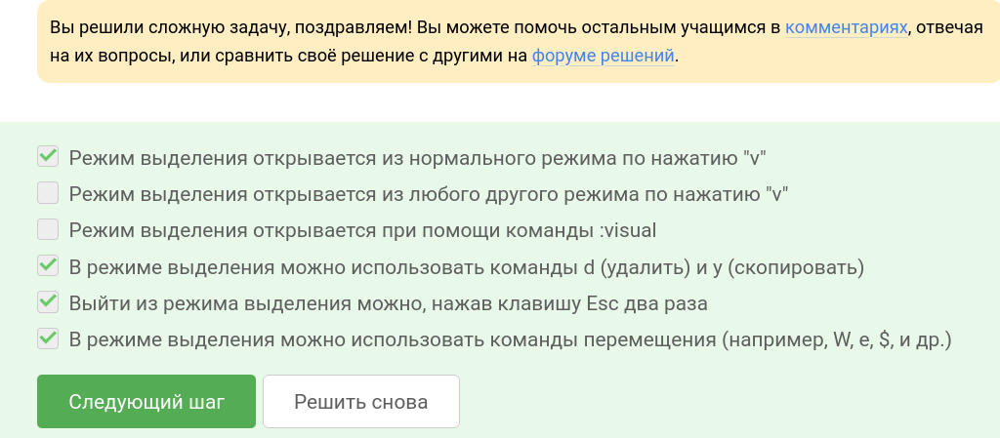 Вы решили сложную задачу, поздравляем! Вы можете помочь остальным учащимся в комментариях, отвечая
на их вопросы, или сравнить своё решение с другими на форуме решений.
Режим выделения открывается из нормального режима по нажатию "v"
Режим выделения открывается из любого другого режима по нажатию "v"
Режим выделения открывается при помощи команды :visual
В режиме выделения можно использовать команды d (удалить) и y (скопировать)
Выйти из режима выделения можно, нажав клавишу Esc два раза
В режиме выделения можно использовать команды перемещения (например, W, e, $, и др.)
Следующий шаг Решить снова